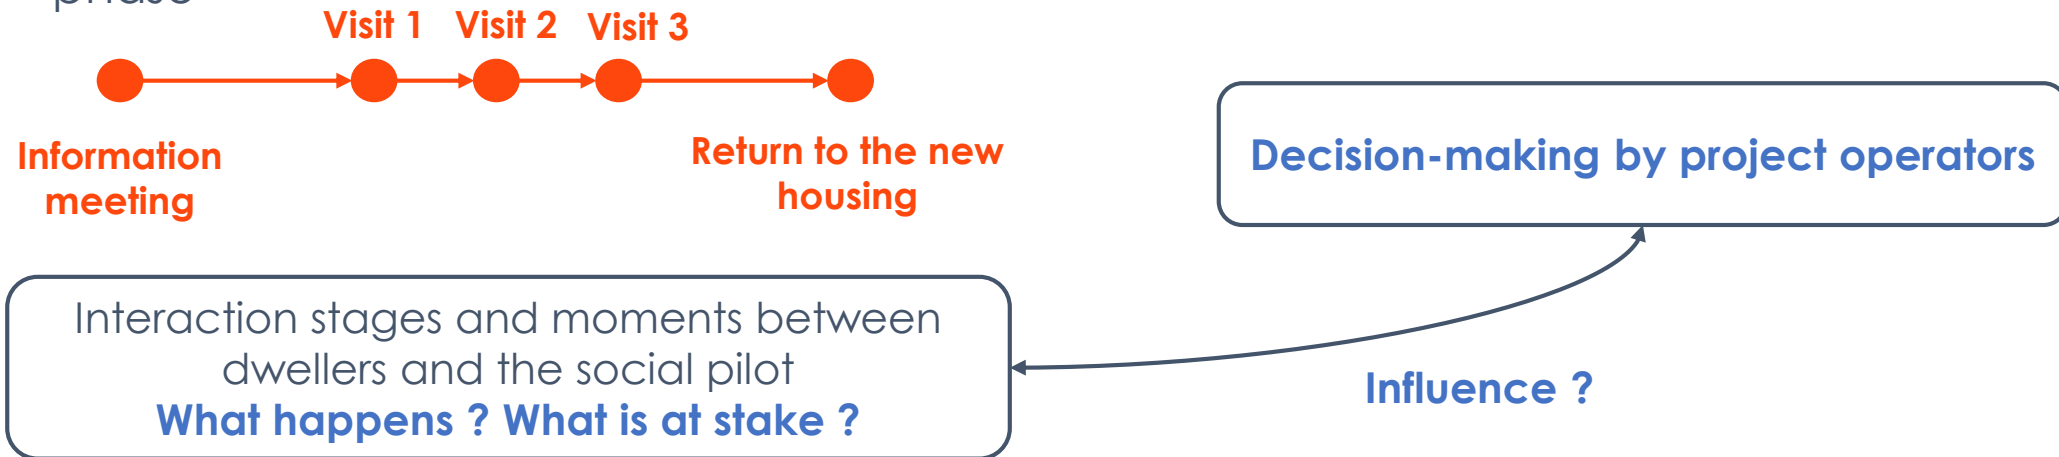 phase
Visit 1 Visit 2 Visit 3
Information
meeting
Return to the new
housing
Decision-making by project operators
Interaction stages and moments between
dwellers and the social pilot
What happens ? What is at stake ?
Influence ?